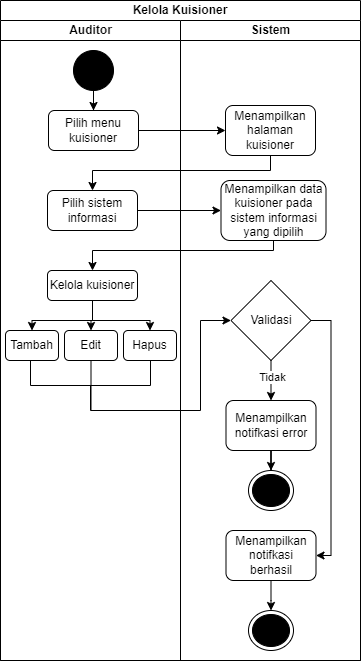 Kelola Kuisioner
Auditor
Sistem
Pilih menu
kuisioner
Menampilkan
halaman
kuisioner
Pilih sistem
informasi
Menampilkan data
kuisioner pada
sistem informasi
yang dipilih
Kelola kuisioner
Tambah
Edit
Hapus
Validasi
Tidak
Menampilkan
notifkasi error
Menampilkan
notifkasi
berhasil